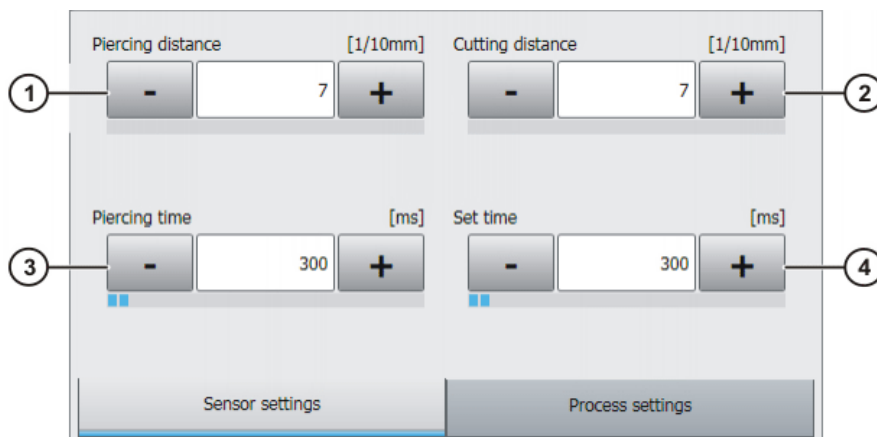 Piercing distance [1/10mm] Cutting distance [1/10mm]
1 - 7 + - 7 + 2
Piercing time [ms] Set time [ms]
3 - 300 + - 300 + 4
Sensor settings Process settings